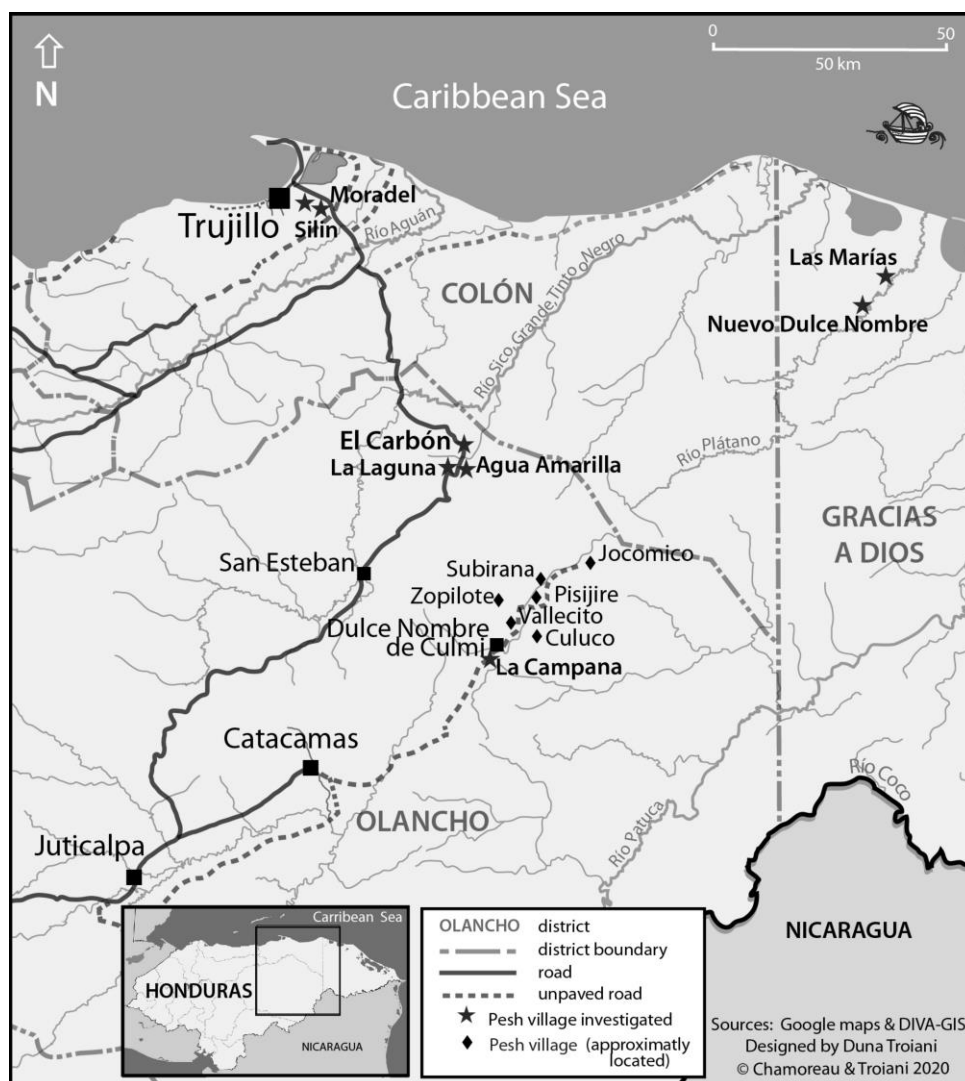 0 50
50 km
N
Caribbean Sea
Moradel
Trujillo
Silín
Río Aguán
COLÓN
Río Sico, Grande, Tinto o Negro
Las Marías
Nuevo Dulce Nombre
El Carbón
La Laguna
Agua Amarilla
Río Plátano
GRACIAS
A DIOS
San Esteban
Subirana
Jocomico
Zopilote
Pisijire
Vallecito
Dulce Nombre
de Culmi
Culuco
La Campana
Catacamas
OLANCHO
Río Patuca
Río Coco
Juticalpa
NICARAGUA
Carribean Sea
HONDURAS
NICARAGUA
OLANCHO district
district boundary
road
unpaved road
Pesh village investigated
Pesh village (approximatly
located)
Sources: Google maps & DIVA-GIS
Designed by Duna Troiani
© Chamoreau & Troiani 2020